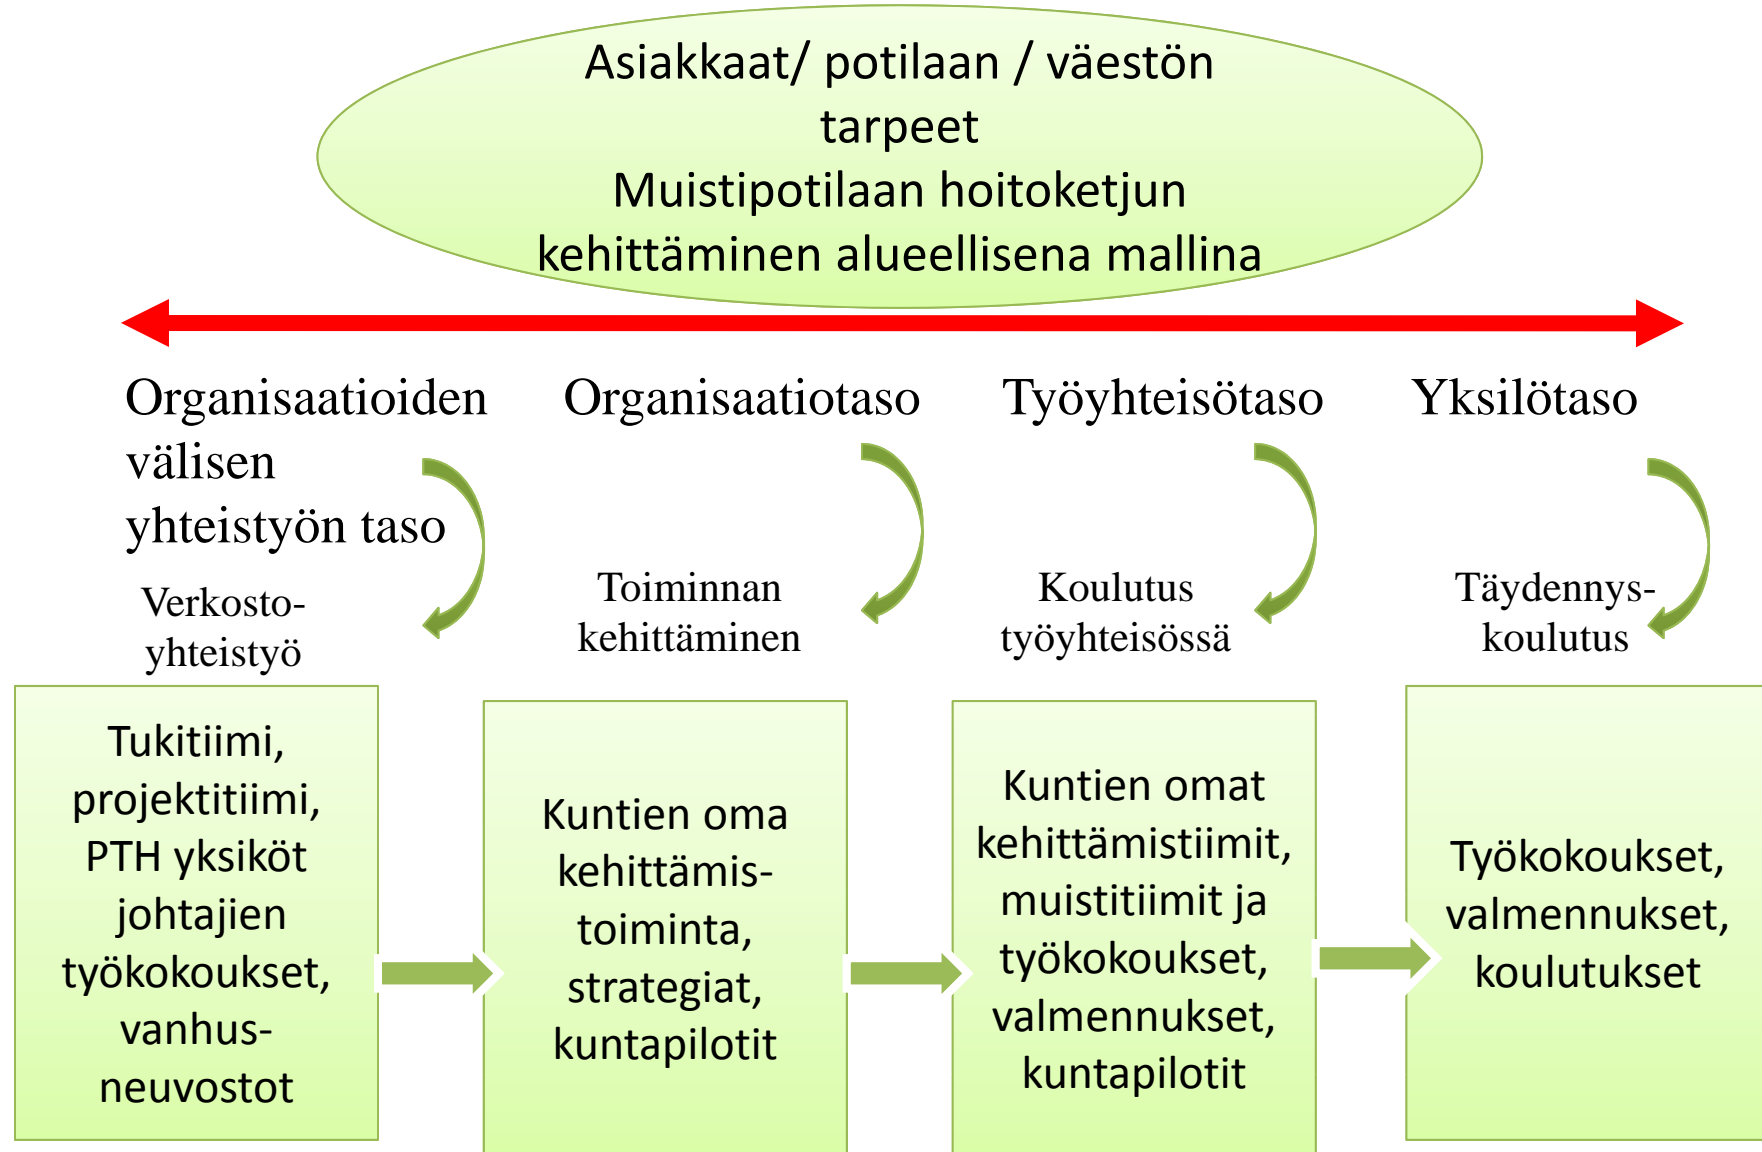 Asiakkaat/ potilaan / väestön
tarpeet
Muistipotilaan hoitoketjun
kehittäminen alueellisena mallina
Organisaatioiden
välisen
yhteistyön taso
Organisaatiotaso
Työyhteisötaso
Yksilötaso
Verkosto-
yhteistyö
Toiminnan
kehittäminen
Koulutus
työyhteisössä
Täydennys-
koulutus
Tukitiimi,
projektitiimi,
PTH yksiköt
johtajien
työkokoukset,
vanhus-
neuvostot
Kuntien oma
kehittämis-
toiminta,
strategiat,
kuntapilotit
Kuntien omat
kehittämistiimit,
muistitiimit ja
työkokoukset,
valmennukset,
kuntapilotit
Työkokoukset,
valmennukset,
koulutukset